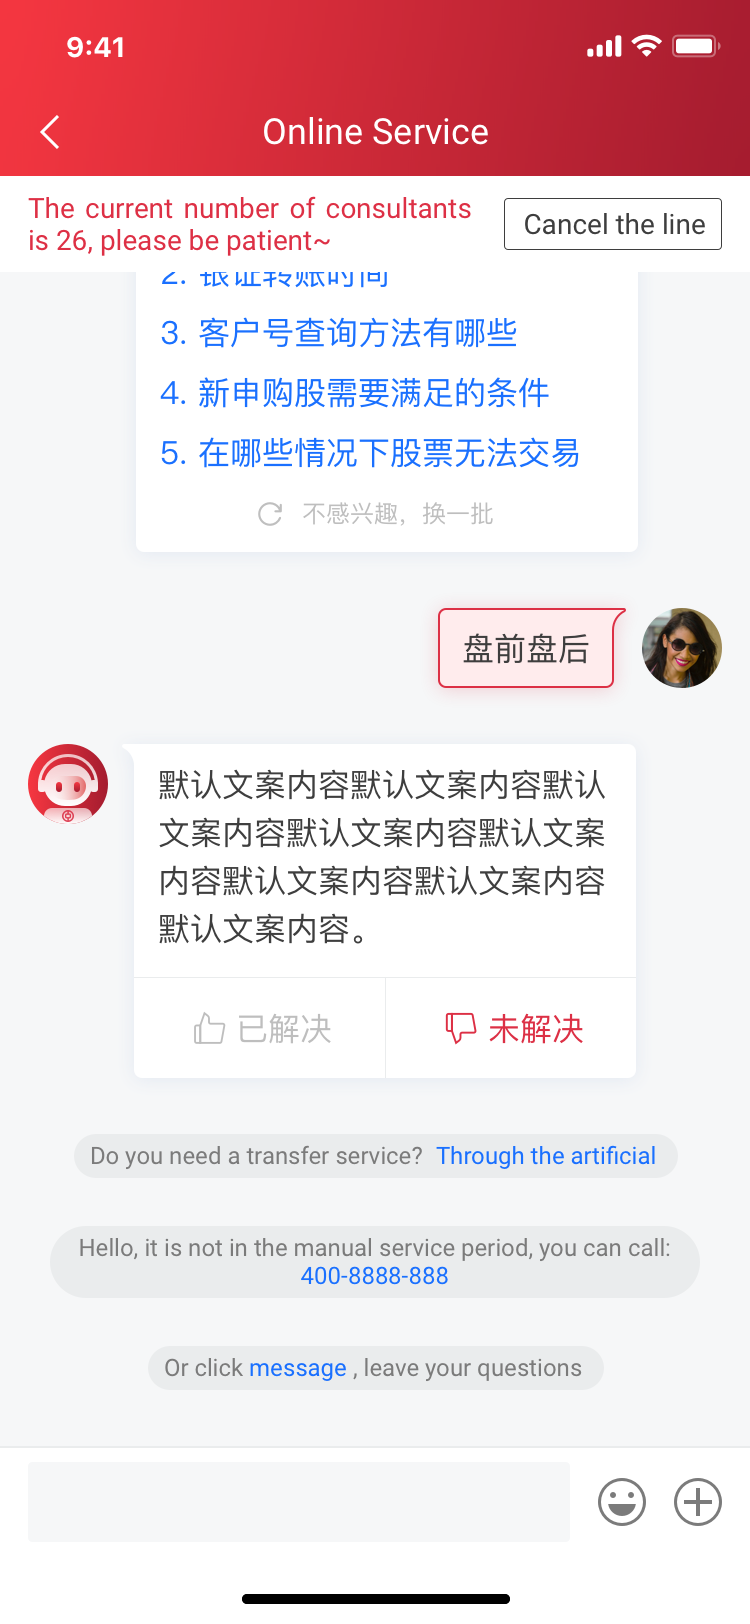 9:41
Online Service
The current number of consultants
is 26, please be patient~
Cancel the line
2. 银证转账时间
3. 客户号查询方法有哪些
4. 新申购股需要满足的条件
5. 在哪些情况下股票无法交易
不感兴趣，换一批
盘前盘后
默认文案内容默认文案内容默认
文案内容默认文案内容默认文案
内容默认文案内容默认文案内容
默认文案内容。
已解决
未解决
Do you need a transfer service? Through the artificial
Hello, it is not in the manual service period, you can call:
400-8888-888
Or click message , leave your questions